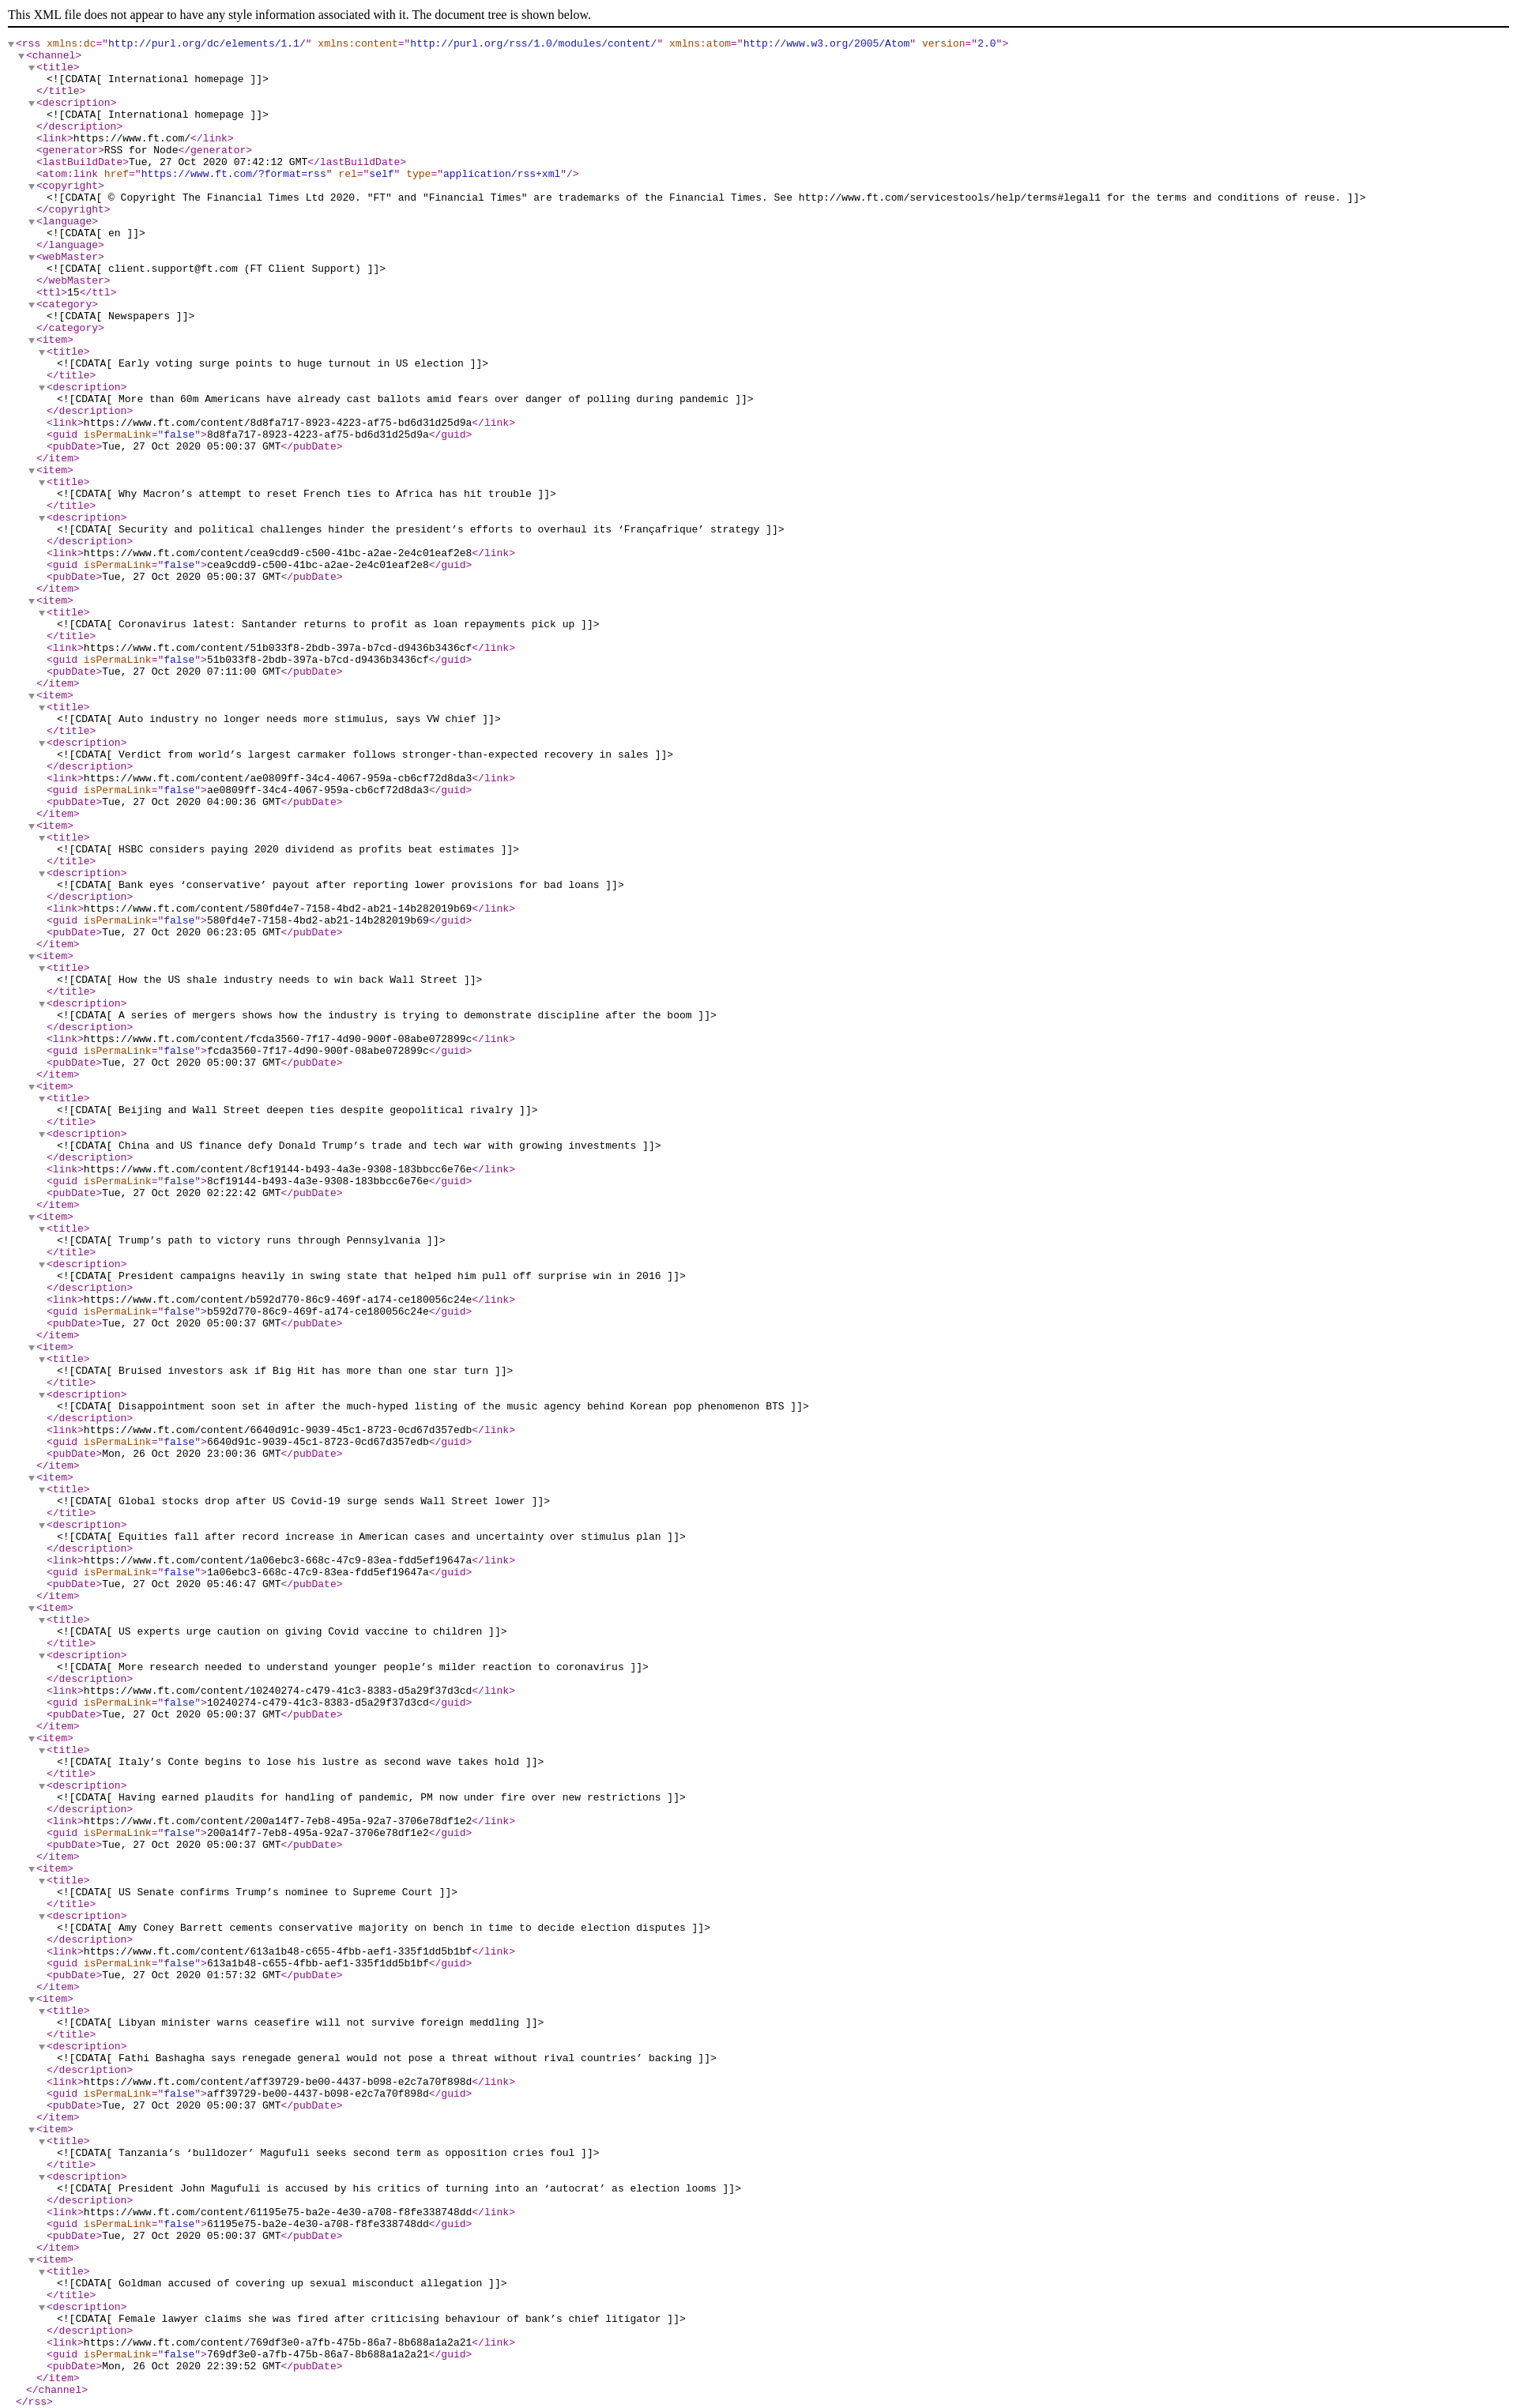 This XML file does not appear to have any style information associated with it. The document tree is shown below.
<rss xmlns:dc="http://purl.org/dc/elements/1.1/" xmlns:content="http://purl.org/rss/1.0/modules/content/" xmlns:atom="http://www.w3.org/2005/Atom" version="2.0">
<channel>
<title>
<![CDATA[ International homepage ]]>
</title>
<description>
<![CDATA[ International homepage ]]>
</description>
<link>https://www.ft.com/</link>
<generator>RSS for Node</generator>
<lastBuildDate>Tue, 27 Oct 2020 07:42:12 GMT</lastBuildDate>
<atom:link href="https://www.ft.com/?format=rss" rel="self" type="application/rss+xml"/>
<copyright>
<![CDATA[ © Copyright The Financial Times Ltd 2020. "FT" and "Financial Times" are trademarks of the Financial Times. See http://www.ft.com/servicestools/help/terms#legal1 for the terms and conditions of reuse. ]]>
</copyright>
<language>
<![CDATA[ en ]]>
</language>
<webMaster>
<![CDATA[ client.support@ft.com (FT Client Support) ]]>
</webMaster>
<ttl>15</ttl>
<category>
<![CDATA[ Newspapers ]]>
</category>
<item>
<title>
<![CDATA[ Early voting surge points to huge turnout in US election ]]>
</title>
<description>
<![CDATA[ More than 60m Americans have already cast ballots amid fears over danger of polling during pandemic ]]>
</description>
<link>https://www.ft.com/content/8d8fa717-8923-4223-af75-bd6d31d25d9a</link>
<guid isPermaLink="false">8d8fa717-8923-4223-af75-bd6d31d25d9a</guid>
<pubDate>Tue, 27 Oct 2020 05:00:37 GMT</pubDate>
</item>
<item>
<title>
<![CDATA[ Why Macron’s attempt to reset French ties to Africa has hit trouble ]]>
</title>
<description>
<![CDATA[ Security and political challenges hinder the president’s efforts to overhaul its ‘Françafrique’ strategy ]]>
</description>
<link>https://www.ft.com/content/cea9cdd9-c500-41bc-a2ae-2e4c01eaf2e8</link>
<guid isPermaLink="false">cea9cdd9-c500-41bc-a2ae-2e4c01eaf2e8</guid>
<pubDate>Tue, 27 Oct 2020 05:00:37 GMT</pubDate>
</item>
<item>
<title>
<![CDATA[ Coronavirus latest: Santander returns to profit as loan repayments pick up ]]>
</title>
<link>https://www.ft.com/content/51b033f8-2bdb-397a-b7cd-d9436b3436cf</link>
<guid isPermaLink="false">51b033f8-2bdb-397a-b7cd-d9436b3436cf</guid>
<pubDate>Tue, 27 Oct 2020 07:11:00 GMT</pubDate>
</item>
<item>
<title>
<![CDATA[ Auto industry no longer needs more stimulus, says VW chief ]]>
</title>
<description>
<![CDATA[ Verdict from world’s largest carmaker follows stronger-than-expected recovery in sales ]]>
</description>
<link>https://www.ft.com/content/ae0809ff-34c4-4067-959a-cb6cf72d8da3</link>
<guid isPermaLink="false">ae0809ff-34c4-4067-959a-cb6cf72d8da3</guid>
<pubDate>Tue, 27 Oct 2020 04:00:36 GMT</pubDate>
</item>
<item>
<title>
<![CDATA[ HSBC considers paying 2020 dividend as profits beat estimates ]]>
</title>
<description>
<![CDATA[ Bank eyes ‘conservative’ payout after reporting lower provisions for bad loans ]]>
</description>
<link>https://www.ft.com/content/580fd4e7-7158-4bd2-ab21-14b282019b69</link>
<guid isPermaLink="false">580fd4e7-7158-4bd2-ab21-14b282019b69</guid>
<pubDate>Tue, 27 Oct 2020 06:23:05 GMT</pubDate>
</item>
<item>
<title>
<![CDATA[ How the US shale industry needs to win back Wall Street ]]>
</title>
<description>
<![CDATA[ A series of mergers shows how the industry is trying to demonstrate discipline after the boom ]]>
</description>
<link>https://www.ft.com/content/fcda3560-7f17-4d90-900f-08abe072899c</link>
<guid isPermaLink="false">fcda3560-7f17-4d90-900f-08abe072899c</guid>
<pubDate>Tue, 27 Oct 2020 05:00:37 GMT</pubDate>
</item>
<item>
<title>
<![CDATA[ Beijing and Wall Street deepen ties despite geopolitical rivalry ]]>
</title>
<description>
<![CDATA[ China and US finance defy Donald Trump’s trade and tech war with growing investments ]]>
</description>
<link>https://www.ft.com/content/8cf19144-b493-4a3e-9308-183bbcc6e76e</link>
<guid isPermaLink="false">8cf19144-b493-4a3e-9308-183bbcc6e76e</guid>
<pubDate>Tue, 27 Oct 2020 02:22:42 GMT</pubDate>
</item>
<item>
<title>
<![CDATA[ Trump’s path to victory runs through Pennsylvania ]]>
</title>
<description>
<![CDATA[ President campaigns heavily in swing state that helped him pull off surprise win in 2016 ]]>
</description>
<link>https://www.ft.com/content/b592d770-86c9-469f-a174-ce180056c24e</link>
<guid isPermaLink="false">b592d770-86c9-469f-a174-ce180056c24e</guid>
<pubDate>Tue, 27 Oct 2020 05:00:37 GMT</pubDate>
</item>
<item>
<title>
<![CDATA[ Bruised investors ask if Big Hit has more than one star turn ]]>
</title>
<description>
<![CDATA[ Disappointment soon set in after the much-hyped listing of the music agency behind Korean pop phenomenon BTS ]]>
</description>
<link>https://www.ft.com/content/6640d91c-9039-45c1-8723-0cd67d357edb</link>
<guid isPermaLink="false">6640d91c-9039-45c1-8723-0cd67d357edb</guid>
<pubDate>Mon, 26 Oct 2020 23:00:36 GMT</pubDate>
</item>
<item>
<title>
<![CDATA[ Global stocks drop after US Covid-19 surge sends Wall Street lower ]]>
</title>
<description>
<![CDATA[ Equities fall after record increase in American cases and uncertainty over stimulus plan ]]>
</description>
<link>https://www.ft.com/content/1a06ebc3-668c-47c9-83ea-fdd5ef19647a</link>
<guid isPermaLink="false">1a06ebc3-668c-47c9-83ea-fdd5ef19647a</guid>
<pubDate>Tue, 27 Oct 2020 05:46:47 GMT</pubDate>
</item>
<item>
<title>
<![CDATA[ US experts urge caution on giving Covid vaccine to children ]]>
</title>
<description>
<![CDATA[ More research needed to understand younger people’s milder reaction to coronavirus ]]>
</description>
<link>https://www.ft.com/content/10240274-c479-41c3-8383-d5a29f37d3cd</link>
<guid isPermaLink="false">10240274-c479-41c3-8383-d5a29f37d3cd</guid>
<pubDate>Tue, 27 Oct 2020 05:00:37 GMT</pubDate>
</item>
<item>
<title>
<![CDATA[ Italy’s Conte begins to lose his lustre as second wave takes hold ]]>
</title>
<description>
<![CDATA[ Having earned plaudits for handling of pandemic, PM now under fire over new restrictions ]]>
</description>
<link>https://www.ft.com/content/200a14f7-7eb8-495a-92a7-3706e78df1e2</link>
<guid isPermaLink="false">200a14f7-7eb8-495a-92a7-3706e78df1e2</guid>
<pubDate>Tue, 27 Oct 2020 05:00:37 GMT</pubDate>
</item>
<item>
<title>
<![CDATA[ US Senate confirms Trump’s nominee to Supreme Court ]]>
</title>
<description>
<![CDATA[ Amy Coney Barrett cements conservative majority on bench in time to decide election disputes ]]>
</description>
<link>https://www.ft.com/content/613a1b48-c655-4fbb-aef1-335f1dd5b1bf</link>
<guid isPermaLink="false">613a1b48-c655-4fbb-aef1-335f1dd5b1bf</guid>
<pubDate>Tue, 27 Oct 2020 01:57:32 GMT</pubDate>
</item>
<item>
<title>
<![CDATA[ Libyan minister warns ceasefire will not survive foreign meddling ]]>
</title>
<description>
<![CDATA[ Fathi Bashagha says renegade general would not pose a threat without rival countries’ backing ]]>
</description>
<link>https://www.ft.com/content/aff39729-be00-4437-b098-e2c7a70f898d</link>
<guid isPermaLink="false">aff39729-be00-4437-b098-e2c7a70f898d</guid>
<pubDate>Tue, 27 Oct 2020 05:00:37 GMT</pubDate>
</item>
<item>
<title>
<![CDATA[ Tanzania’s ‘bulldozer’ Magufuli seeks second term as opposition cries foul ]]>
</title>
<description>
<![CDATA[ President John Magufuli is accused by his critics of turning into an ‘autocrat’ as election looms ]]>
</description>
<link>https://www.ft.com/content/61195e75-ba2e-4e30-a708-f8fe338748dd</link>
<guid isPermaLink="false">61195e75-ba2e-4e30-a708-f8fe338748dd</guid>
<pubDate>Tue, 27 Oct 2020 05:00:37 GMT</pubDate>
</item>
<item>
<title>
<![CDATA[ Goldman accused of covering up sexual misconduct allegation ]]>
</title>
<description>
<![CDATA[ Female lawyer claims she was fired after criticising behaviour of bank’s chief litigator ]]>
</description>
<link>https://www.ft.com/content/769df3e0-a7fb-475b-86a7-8b688a1a2a21</link>
<guid isPermaLink="false">769df3e0-a7fb-475b-86a7-8b688a1a2a21</guid>
<pubDate>Mon, 26 Oct 2020 22:39:52 GMT</pubDate>
</item>
</channel>
</rss>